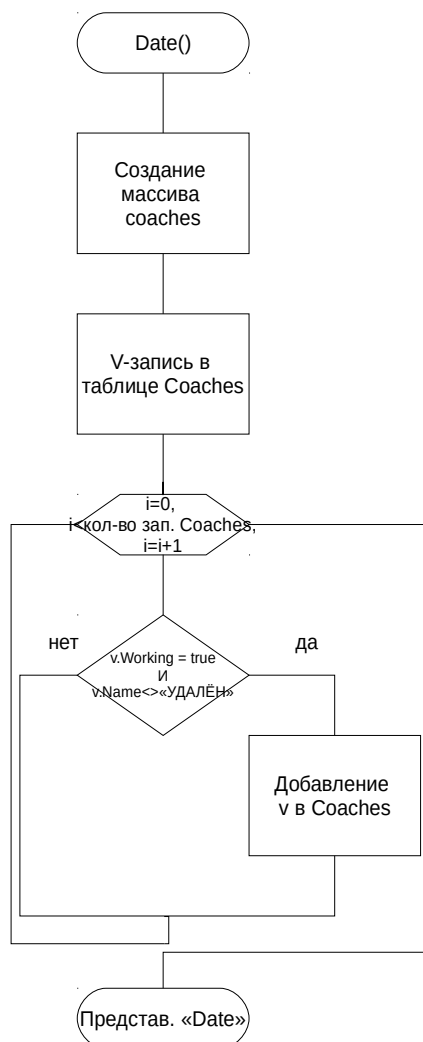 Date()
Создание
массива
coaches
V-запись в
таблице Coaches
i=0,
i<кол-во зап. Coaches,
i=i+1
нет
да
v.Working = true
И
v.Name<>«УДАЛЁН»
Добавление
v в Coaches
Представ. «Date»